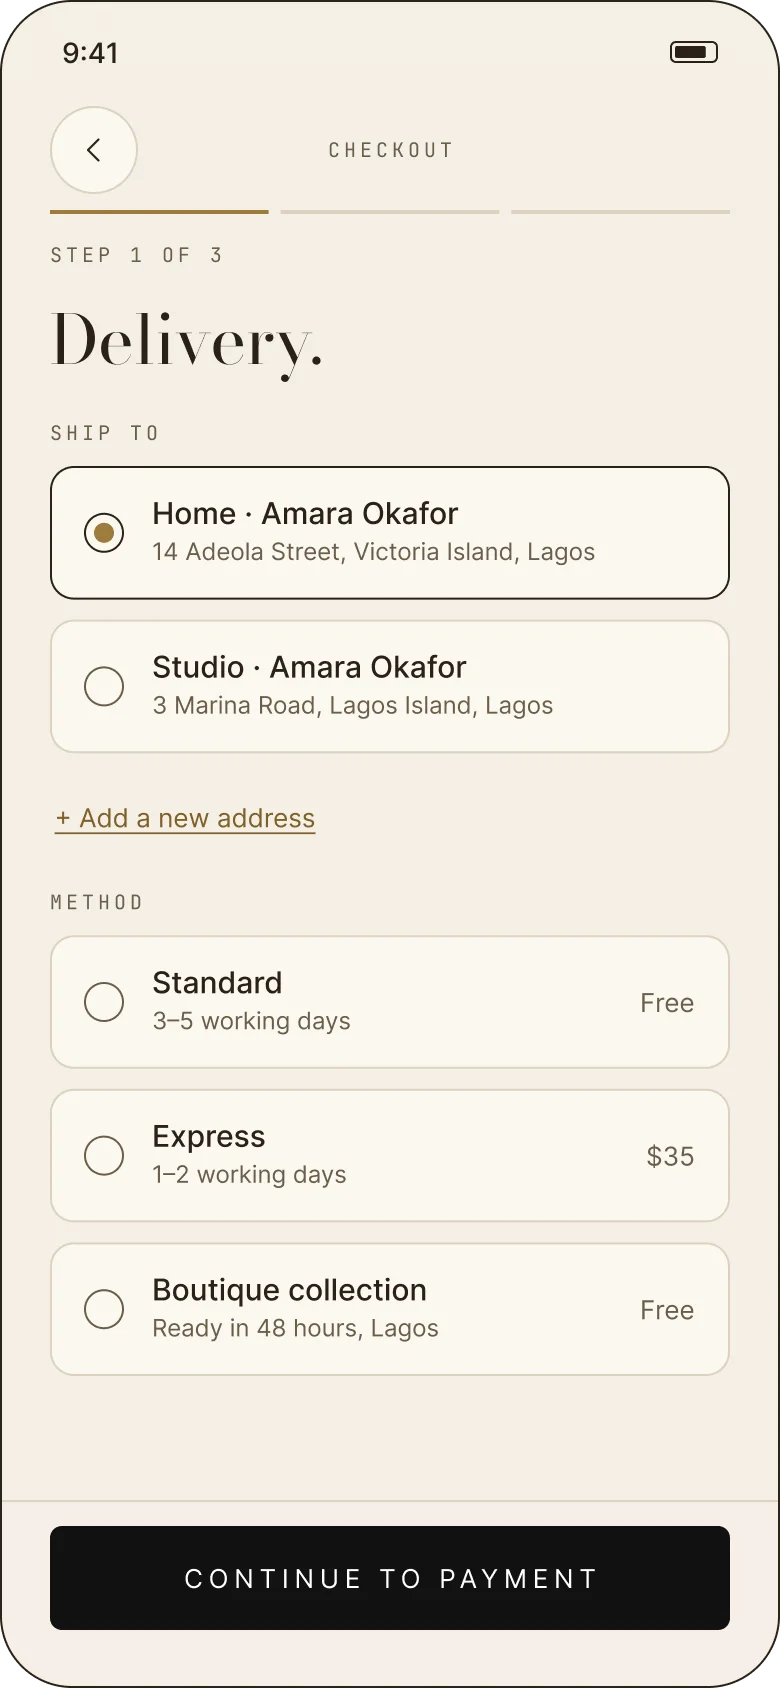 9:41
CHECKOUT
STEP 1 OF 3
Delivery.
SHIP TO
Home · Amara Okafor
14 Adeola Street, Victoria Island, Lagos
Studio · Amara Okafor
3 Marina Road, Lagos Island, Lagos
+ Add a new address
METHOD
Standard
3–5 working days
Free
Express
1–2 working days
$35
Boutique collection
Ready in 48 hours, Lagos
Free
CONTINUE TO PAYMENT